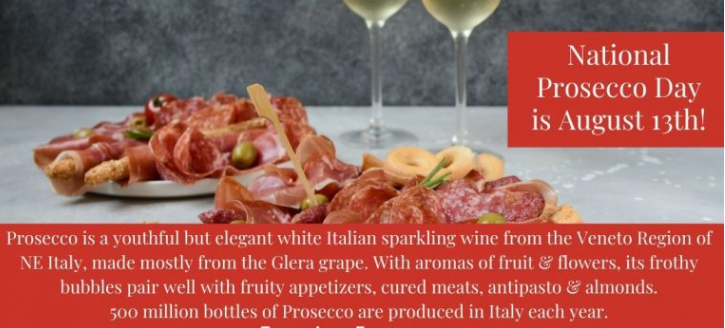 National
Prosecco Day
is August 13th!
Prosecco is a youthful but elegant white Italian sparkling wine from the Veneto Region of
NE Italy, made mostly from the Glera grape. With aromas of fruit & flowers, its frothy
bubbles pair well with fruity appetizers, cured meats, antipasto & almonds.
500 million bottles of Prosecco are produced in Italy each year.